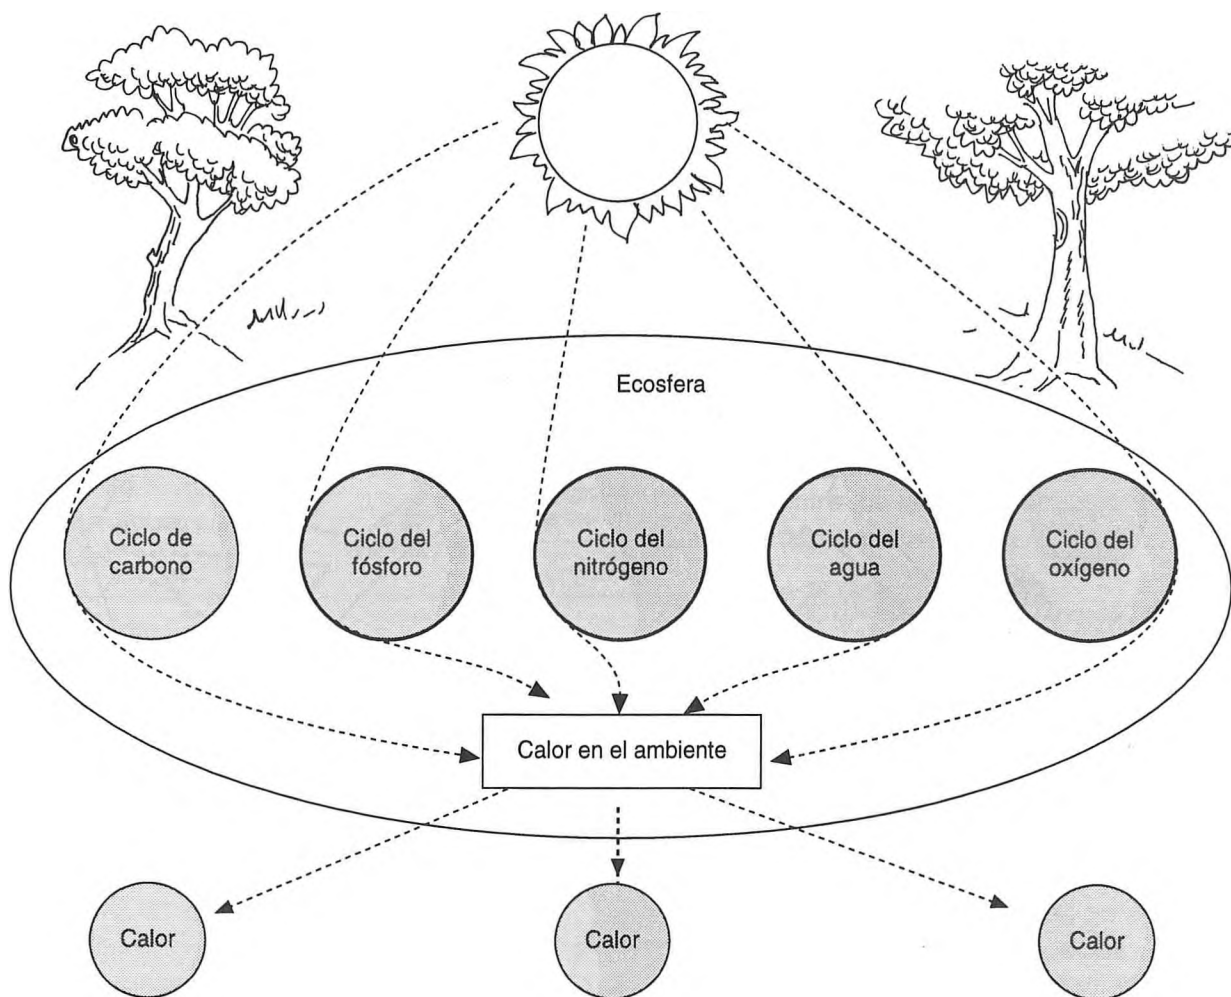 Ecosfera
Ciclo de
carbono
Ciclo del
fósforo
Ciclo del
nitrógeno
Ciclo del
agua
Ciclo del
oxígeno
Calor en el ambiente
Calor
Calor
Calor